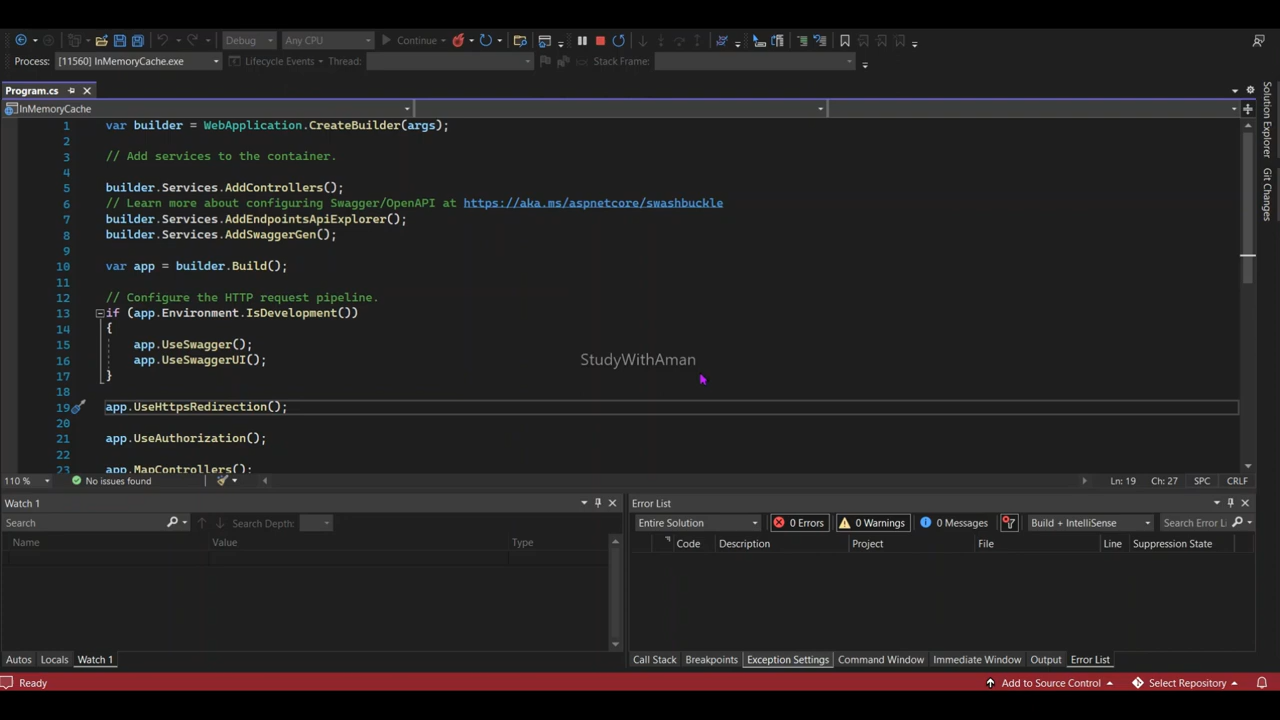 Debug
Any CPU
Continue
Process: [11560] InMemoryCache.exe
Lifecycle Events
Thread:
Stack Frame:
Program.cs
InMemoryCache
1 var builder = WebApplication.CreateBuilder(args);
2
3 // Add services to the container.
4
5 builder.Services.AddControllers();
6 // Learn more about configuring Swagger/OpenAPI at https://aka.ms/aspnetcore/swashbuckle
7 builder.Services.AddEndpointsApiExplorer();
8 builder.Services.AddSwaggerGen();
9
10 var app = builder.Build();
11
12 // Configure the HTTP request pipeline.
13 if (app.Environment.IsDevelopment())
14 {
15 app.UseSwagger();
16 app.UseSwaggerUI();
17 }
18
19 app.UseHttpsRedirection();
20
21 app.UseAuthorization();
22
23 app.MapControllers();
StudyWithAman
Solution Explorer
Git Changes
110 %
No issues found
Ln: 19
Ch: 27
SPC
CRLF
Watch 1
Search
Search Depth:
Name
Value
Type
Autos
Locals
Watch 1
Error List
Entire Solution
0 Errors
0 Warnings
0 Messages
Build + IntelliSense
Search Error Li
Code
Description
Project
File
Line
Suppression State
Call Stack
Breakpoints
Exception Settings
Command Window
Immediate Window
Output
Error List
Ready
Add to Source Control
Select Repository